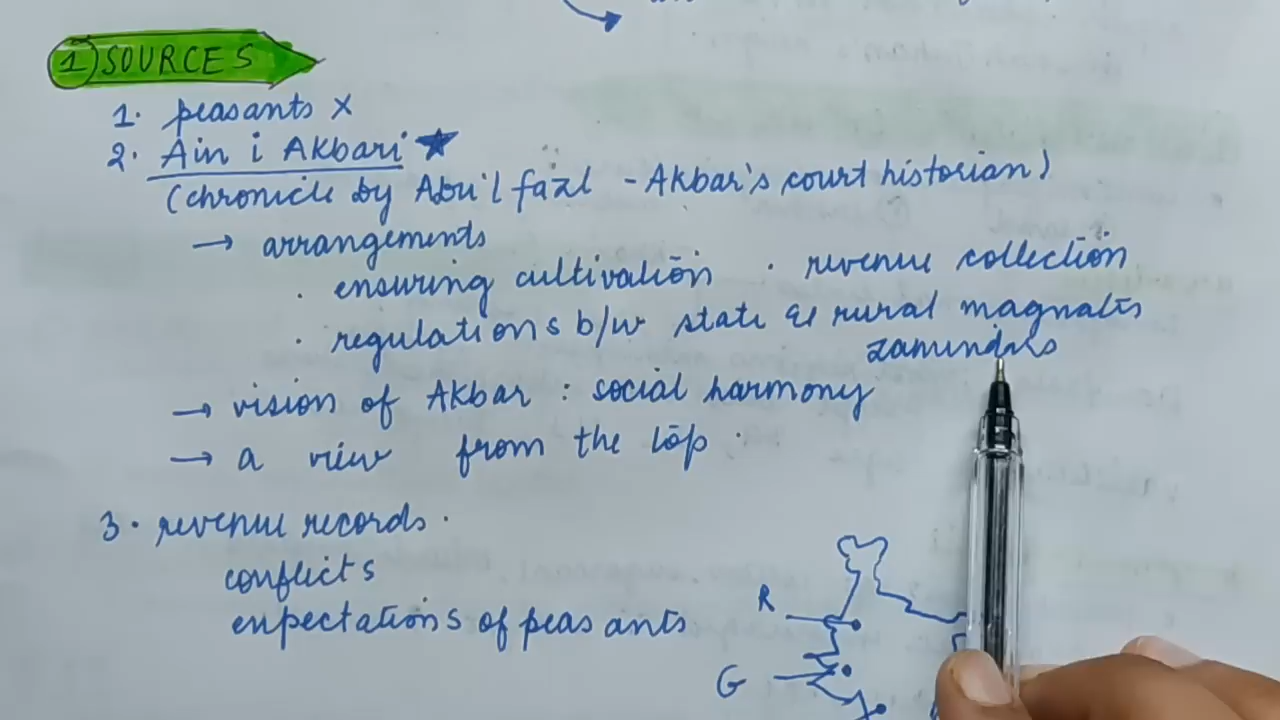 1 SOURCES
1. peasants X
2. Ain i Akbari ★
(chronicle by Abu'l fazl - Akbar's court historian)
→ arrangements
· ensuring cultivation · revenue collection
· regulations b/w state & rural magnates
zamindars
→ vision of Akbar : social harmony
→ a view from the top.
3. revenue records.
conflicts
expectations of peasants
R
G